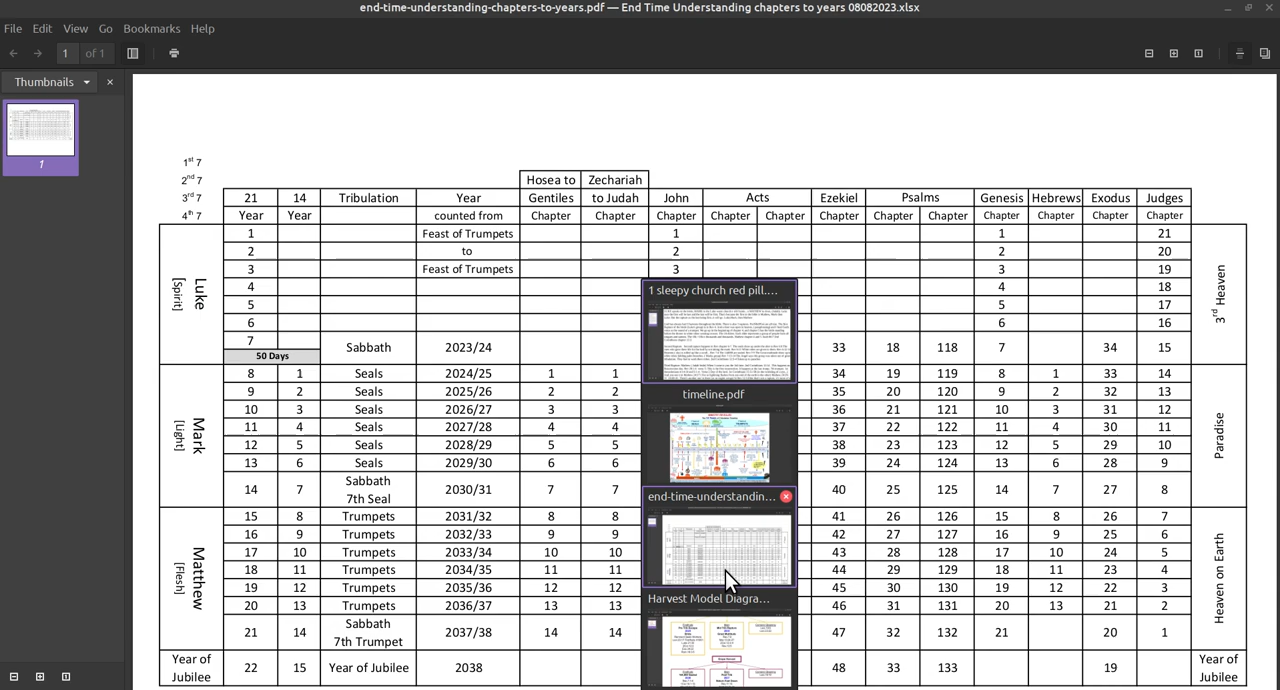 end-time-understanding-chapters-to-years.pdf — End Time Understanding chapters to years 08082023.xlsx
File Edit View Go Bookmarks Help
1 of 1
Thumbnails
1
1st 7
2nd 7 Hosea to Zechariah
3rd 7 21 14 Tribulation Year Gentiles to Judah John Acts Ezekiel Psalms Genesis Hebrews Exodus Judges
4th 7 Year Year counted from Chapter Chapter Chapter Chapter Chapter Chapter Chapter Chapter Chapter Chapter Chapter Chapter
1 Feast of Trumpets 1 1 21
2 to 2 2 20
3 Feast of Trumpets 3 3 19
4 4 18
5 5 17
6 6 16
7 Sabbath 2023/24 33 18 118 7 34 15
50 Days
Luke
[Spirit]
3rd Heaven
8 1 Seals 2024/25 1 1 34 19 119 8 1 33 14
9 2 Seals 2025/26 2 2 35 20 120 9 2 32 13
10 3 Seals 2026/27 3 3 36 21 121 10 3 31 12
11 4 Seals 2027/28 4 4 37 22 122 11 4 30 11
12 5 Seals 2028/29 5 5 38 23 123 12 5 29 10
13 6 Seals 2029/30 6 6 39 24 124 13 6 28 9
Sabbath
14 7 7th Seal 2030/31 7 7 40 25 125 14 7 27 8
Mark
[Light]
Paradise
15 8 Trumpets 2031/32 8 8 41 26 126 15 8 26 7
16 9 Trumpets 2032/33 9 9 42 27 127 16 9 25 6
17 10 Trumpets 2033/34 10 10 43 28 128 17 10 24 5
18 11 Trumpets 2034/35 11 11 44 29 129 18 11 23 4
19 12 Trumpets 2035/36 12 12 45 30 130 19 12 22 3
20 13 Trumpets 2036/37 13 13 46 31 131 20 13 21 2
Sabbath
21 14 7th Trumpet 2037/38 14 14 47 32 132 21 20 1
Matthew
[Flesh]
Heaven on Earth
Year of Jubilee 22 15 Year of Jubilee 2038 48 33 133 19 Year of Jubilee
1 sleepy church red pill....
timeline.pdf
end-time-understandin...
Harvest Model Diagra...